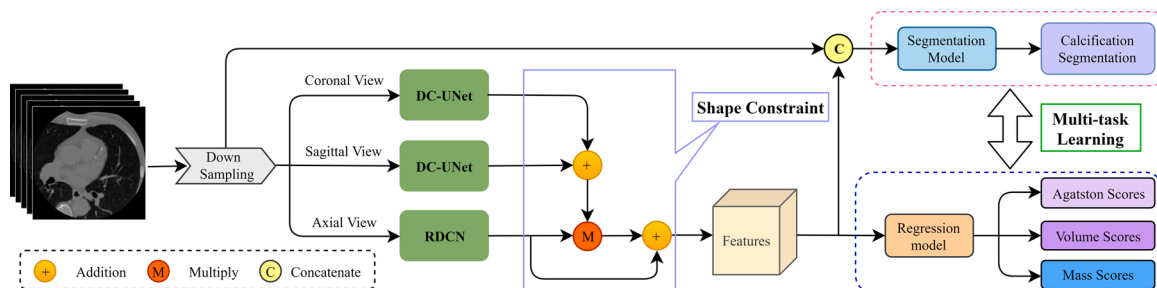 Coronal View
DC-UNet
Down
Sampling
Sagittal View
DC-UNet
Axial View
RDCN
+
M
+
Shape Constraint
Features
C
Segmentation
Model
Calcification
Segmentation
Multi-task
Learning
Regression
model
Agatston Scores
Volume Scores
Mass Scores
+ Addition M Multiply C Concatenate